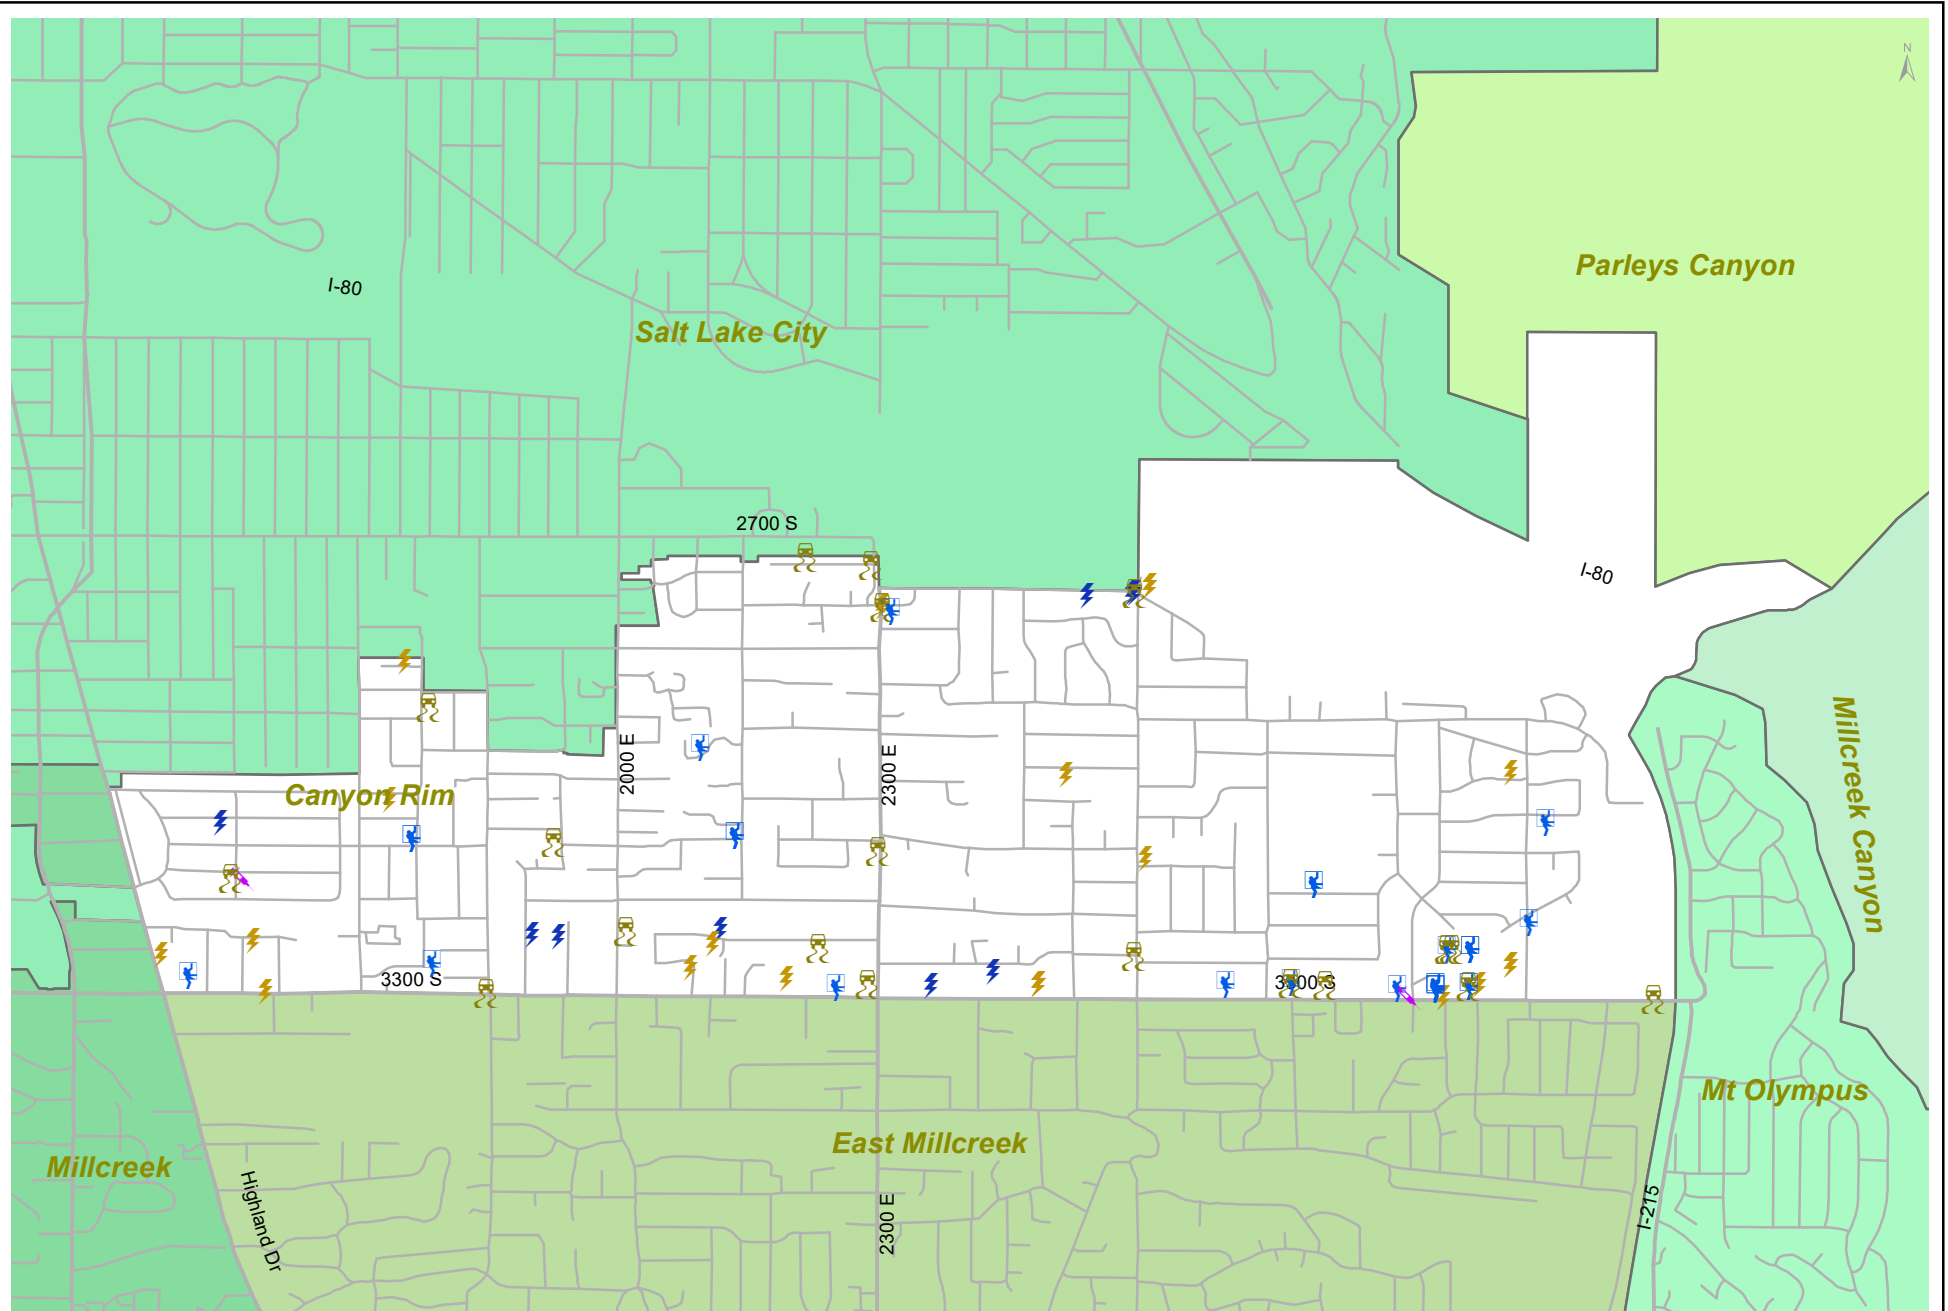 N
Parleys Canyon
I-80
Salt Lake City
2700 S
I-80
Millcreek Canyon
2000 E
2300 E
Canyon Rim
3300 S
3300 S
Mt Olympus
East Millcreek
Millcreek
Highland Dr
2300 E
I-215